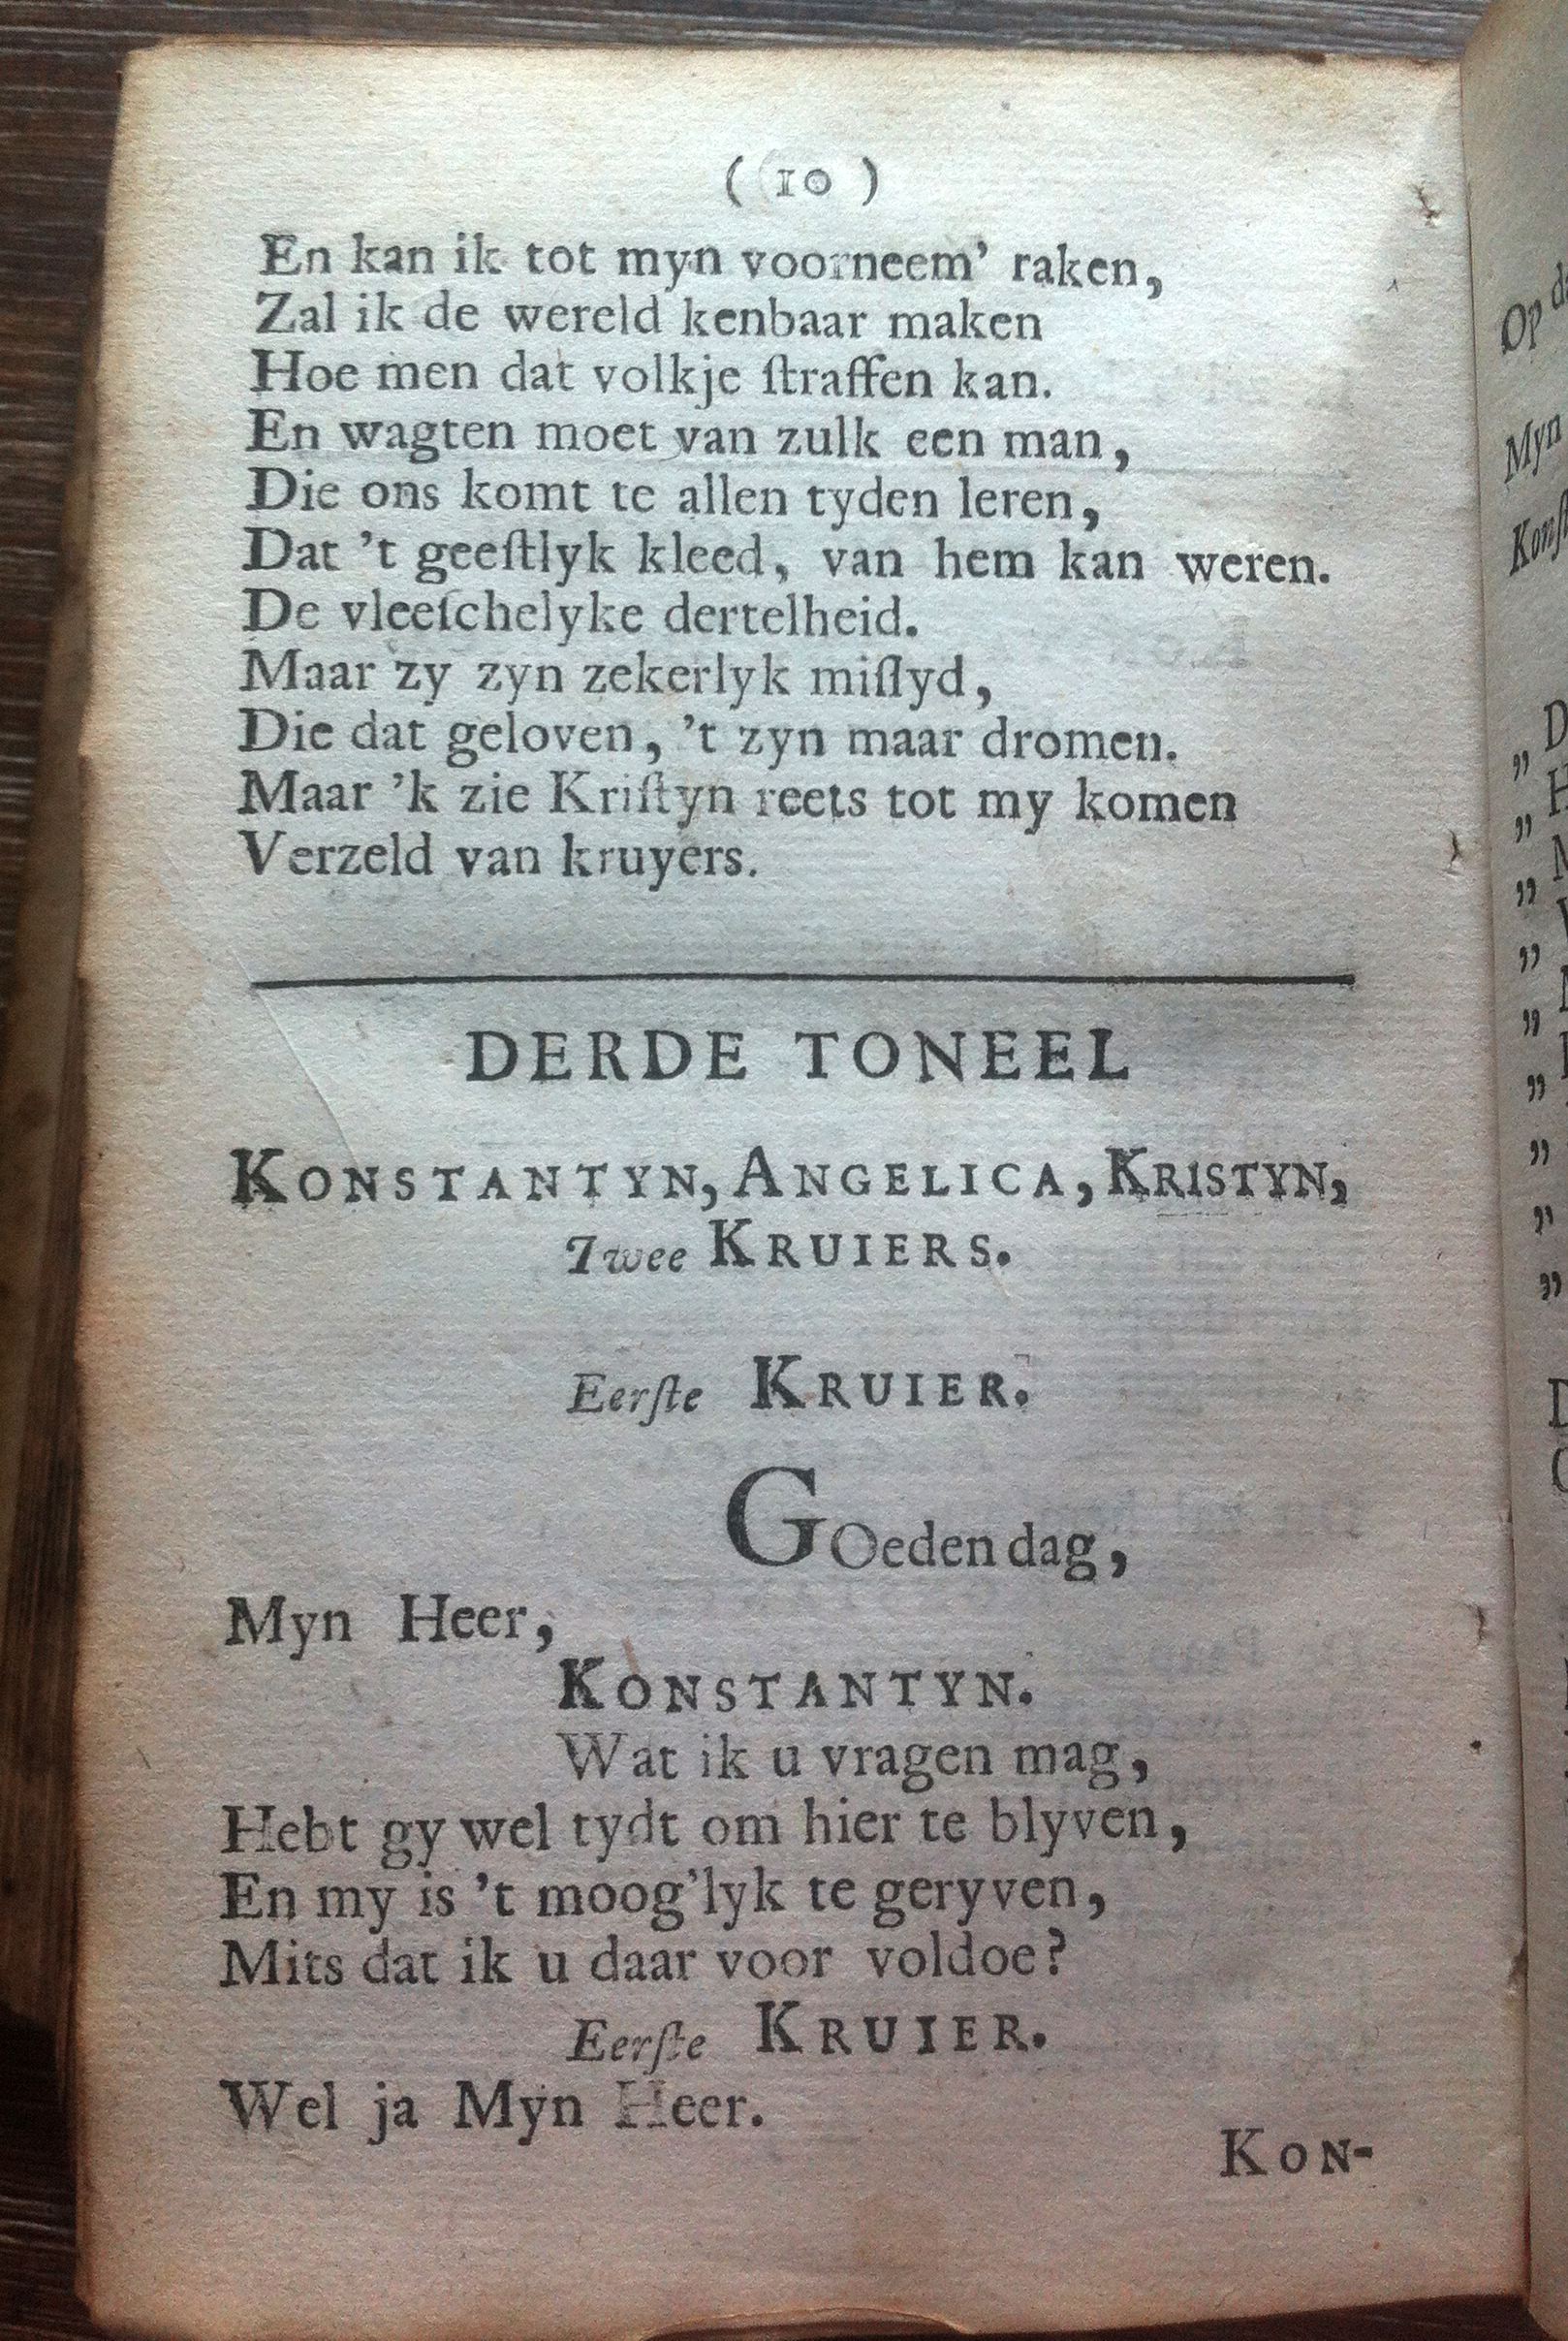 ( 10 )
En kan ik tot myn voorneem' raken,
Zal ik de wereld kenbaar maken
Hoe men dat volkje ſtraffen kan.
En wagten moet van zulk een man,
Die ons komt te allen tyden leren,
Dat 't geeſtlyk kleed, van hem kan weren.
De vleeſchelyke dertelheid.
Maar zy zyn zekerlyk miſlyd,
Die dat geloven, 't zyn maar dromen.
Maar 'k zie Kriſtyn reets tot my komen
Verzeld van kruyers.
DERDE TONEEL
KONSTANTYN, ANGELICA, KRISTYN,
Twee KRUIERS.
Eerſte KRUIER.
GOeden dag,
Myn Heer,
KONSTANTYN.
Wat ik u vragen mag,
Hebt gy wel tydt om hier te blyven,
En my is 't moog'lyk te geryven,
Mits dat ik u daar voor voldoe?
Eerſte KRUIER.
Wel ja Myn Heer.
KON-
Op
Myn